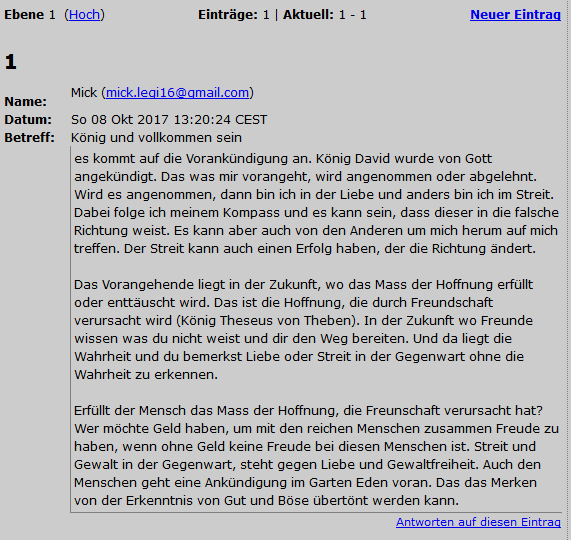 Ebene 1 (Hoch) Einträge: 1 | Aktuell: 1 - 1 Neuer Eintrag
1
Name: Mick (mick.legi16@gmail.com)
Datum: So 08 Okt 2017 13:20:24 CEST
Betreff: König und vollkommen sein
es kommt auf die Vorankündigung an. König David wurde von Gott
angekündigt. Das was mir vorangeht, wird angenommen oder abgelehnt.
Wird es angenommen, dann bin ich in der Liebe und anders bin ich im Streit.
Dabei folge ich meinem Kompass und es kann sein, dass dieser in die falsche
Richtung weist. Es kann aber auch von den Anderen um mich herum auf mich
treffen. Der Streit kann auch einen Erfolg haben, der die Richtung ändert.
Das Vorangehende liegt in der Zukunft, wo das Mass der Hoffnung erfüllt
oder enttäuscht wird. Das ist die Hoffnung, die durch Freundschaft
verursacht wird (König Theseus von Theben). In der Zukunft wo Freunde
wissen was du nicht weist und dir den Weg bereiten. Und da liegt die
Wahrheit und du bemerkst Liebe oder Streit in der Gegenwart ohne die
Wahrheit zu erkennen.
Erfüllt der Mensch das Mass der Hoffnung, die Freunschaft verursacht hat?
Wer möchte Geld haben, um mit den reichen Menschen zusammen Freude zu
haben, wenn ohne Geld keine Freude bei diesen Menschen ist. Streit und
Gewalt in der Gegenwart, steht gegen Liebe und Gewaltfreiheit. Auch den
Menschen geht eine Ankündigung im Garten Eden voran. Das das Merken
von der Erkenntnis von Gut und Böse übertönt werden kann.
Antworten auf diesen Eintrag